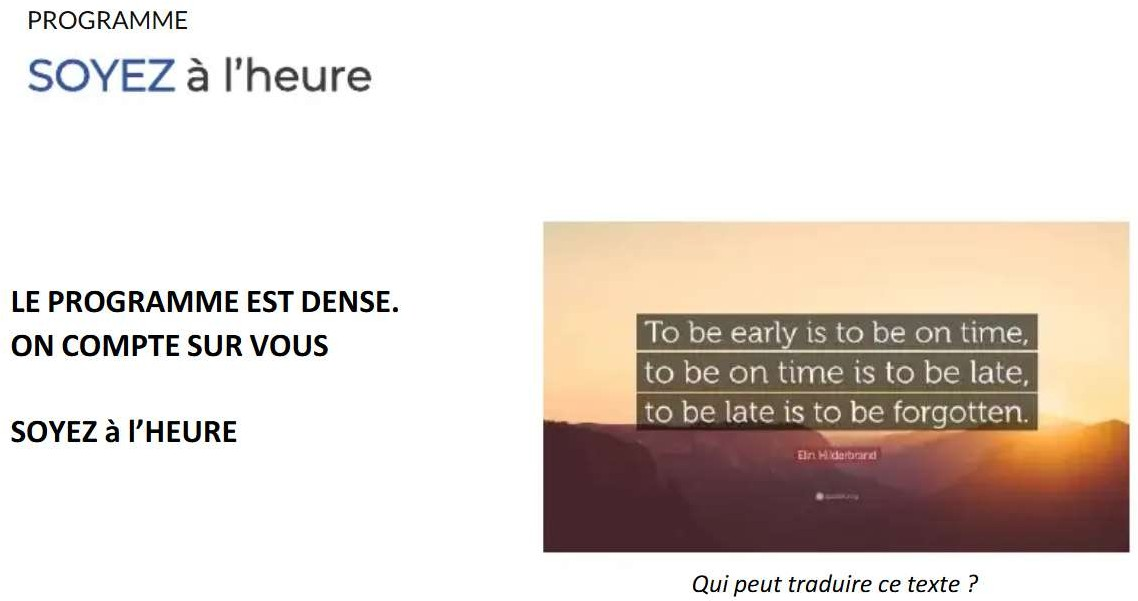 PROGRAMME
SOYEZ à l’heure
LE PROGRAMME EST DENSE.
ON COMPTE SUR VOUS
SOYEZ à l’HEURE
To be early is to be on time,
to be on time is to be late,
to be late is to be forgotten.
Elin Hilderbrand
Qui peut traduire ce texte ?